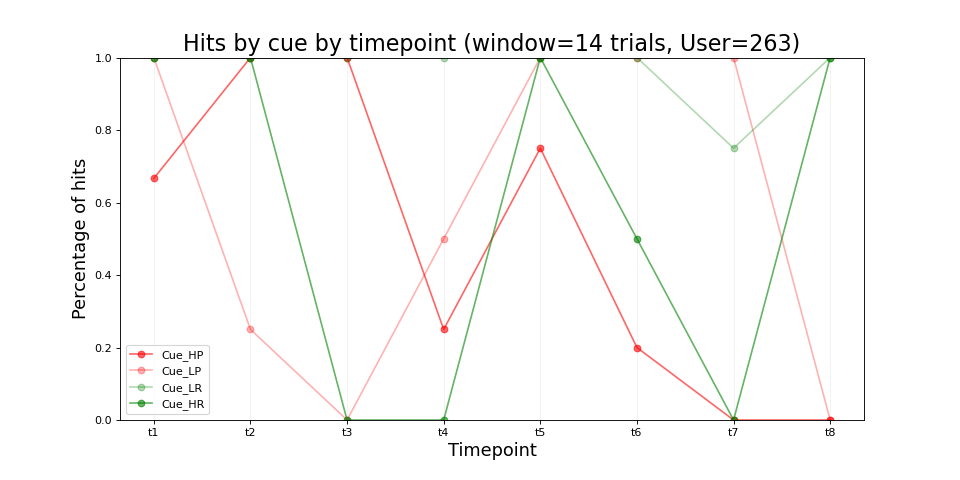 Hits by cue by timepoint (window=14 trials, User=263)
Percentage of hits
1.0
0.8
0.6
0.4
0.2
0.0
Cue_HP
Cue_LP
Cue_LR
Cue_HR
t1 t2 t3 t4 t5 t6 t7 t8
Timepoint